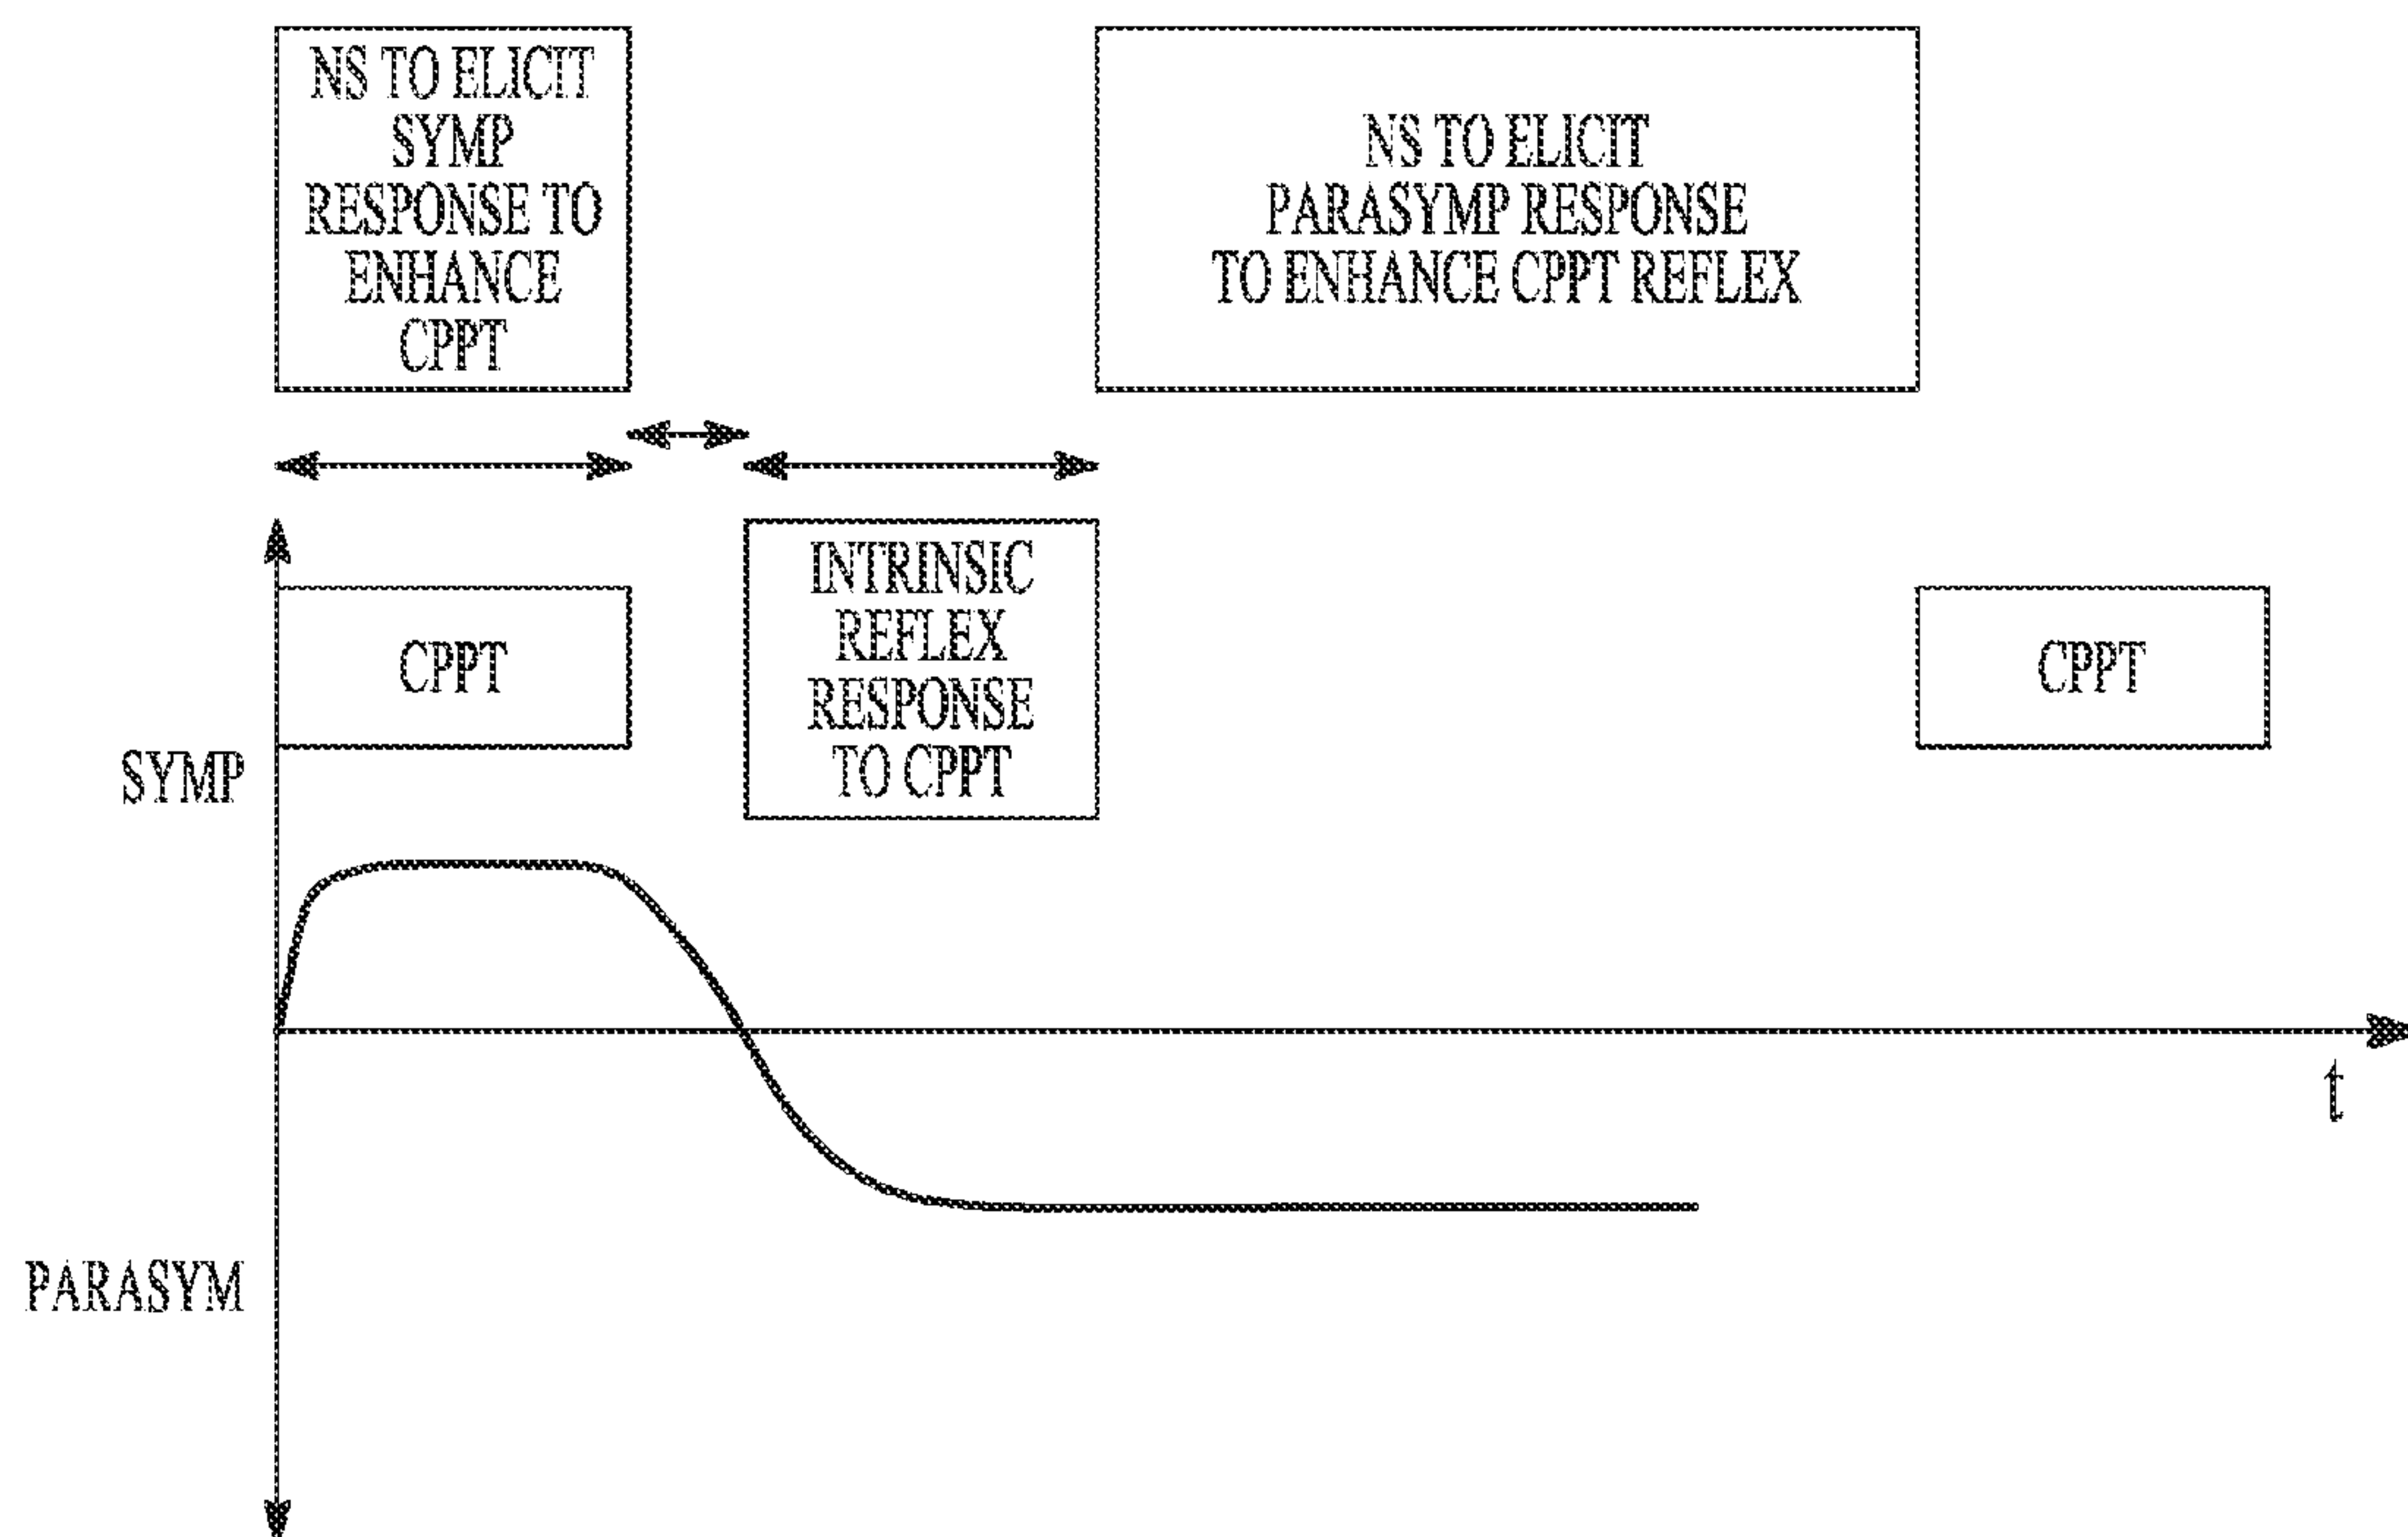 NS TO ELICIT
SYMP
RESPONSE TO
ENHANCE
CPPT
NS TO ELICIT
PARASYMP RESPONSE
TO ENHANCE CPPT REFLEX
CPPT
INTRINSIC
REFLEX
RESPONSE
TO CPPT
CPPT
SYMP
t
PARASYM